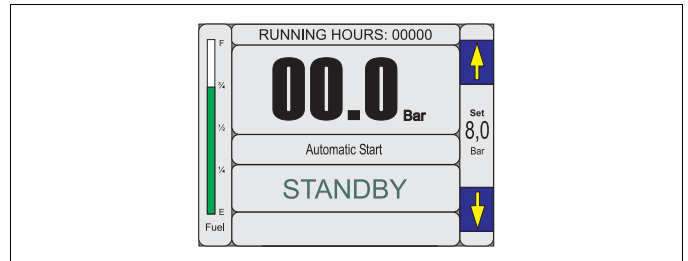 RUNNING HOURS: 00000
F
¾
½
¼
E
Fuel
00.0 Bar
Automatic Start
STANDBY
Set
8,0
Bar